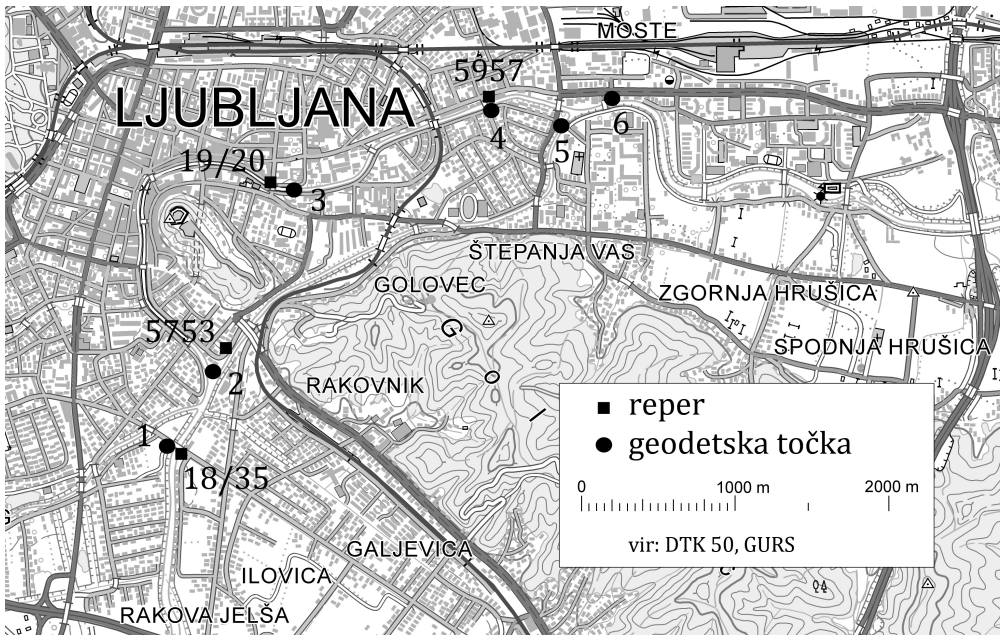 MOSTE
5957
LJUBLJANA
4
5
6
19/20
3
ŠTEPANJA VAS
GOLOVEC
ZGORNJA HRUŠICA
5753
SPODNJA HRUŠICA
2
RAKOVNIK
reper
1
geodetska točka
18/35
0 1000 m 2000 m
vir: DTK 50, GURS
GALJEVICA
ILOVICA
RAKOVA JELŠA